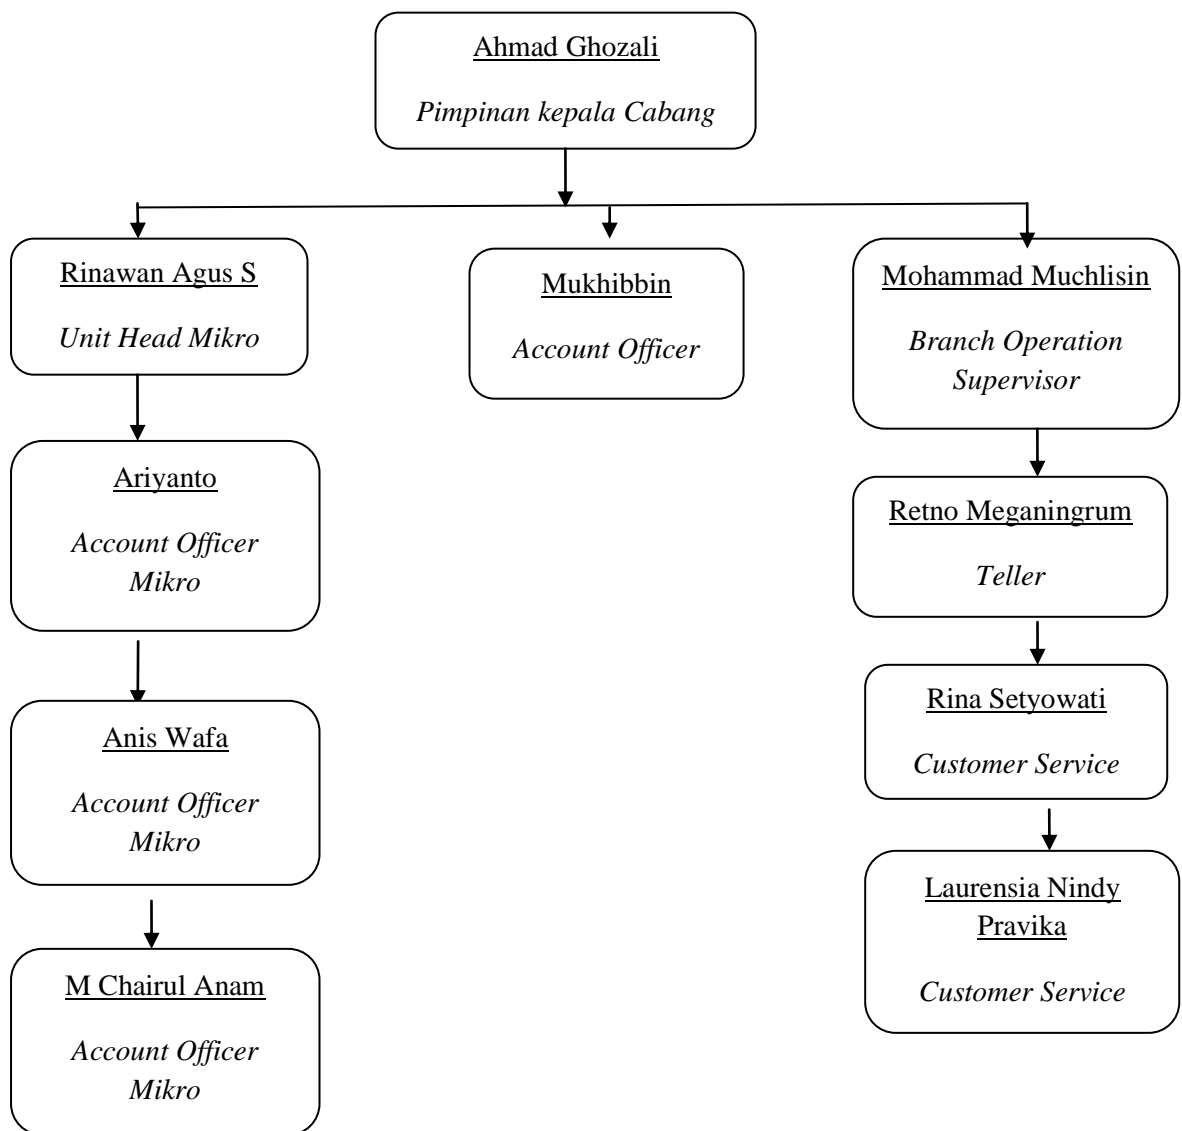 Ahmad Ghozali
Pimpinan kepala Cabang
Rinawan Agus S
Unit Head Mikro
Mukhibbin
Account Officer
Mohammad Muchlisin
Branch Operation
Supervisor
Ariyanto
Account Officer
Mikro
Retno Meganingrum
Teller
Anis Wafa
Account Officer
Mikro
Rina Setyowati
Customer Service
Laurensia Nindy
Pravika
Customer Service
M Chairul Anam
Account Officer
Mikro